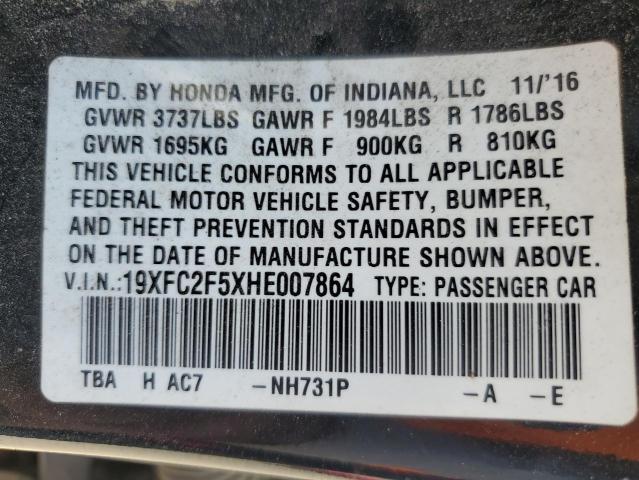 MFD. BY HONDA MFG. OF INDIANA, LLC 11/'16
GVWR 3737LBS GAWR F 1984LBS R 1786LBS
GVWR 1695KG GAWR F 900KG R 810KG
THIS VEHICLE CONFORMS TO ALL APPLICABLE
FEDERAL MOTOR VEHICLE SAFETY, BUMPER,
AND THEFT PREVENTION STANDARDS IN EFFECT
ON THE DATE OF MANUFACTURE SHOWN ABOVE.
V.I.N.:19XFC2F5XHE007864 TYPE: PASSENGER CAR
TBA H AC7 -NH731P -A -E